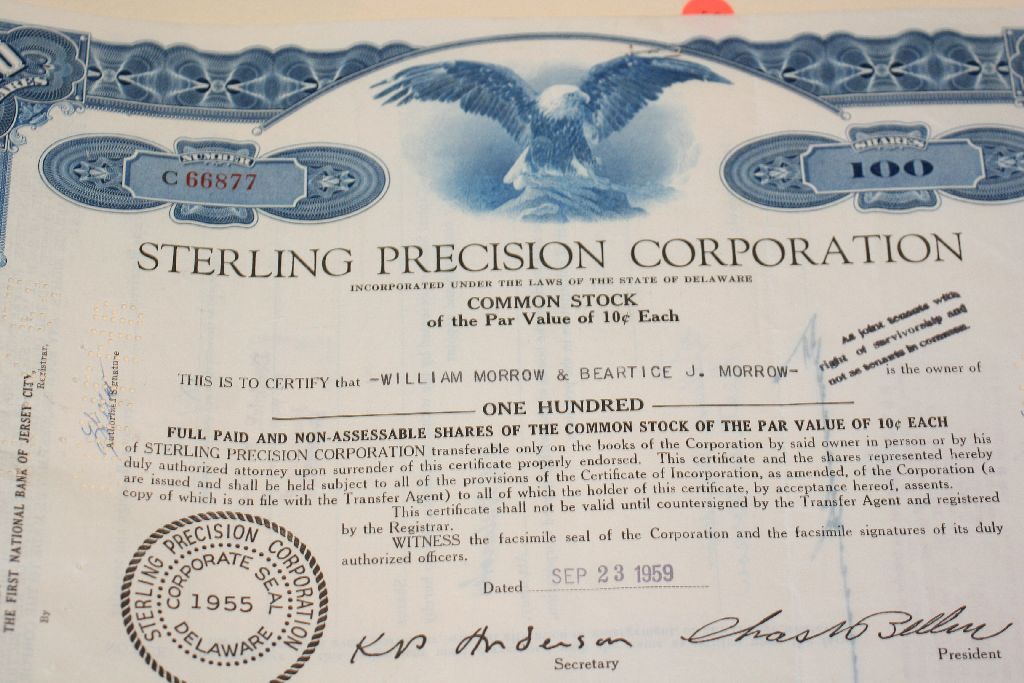 NUMBER
C 66877
SHARES
100
STERLING PRECISION CORPORATION
INCORPORATED UNDER THE LAWS OF THE STATE OF DELAWARE
COMMON STOCK
of the Par Value of 10¢ Each
As joint tenants with
right of survivorship and
not as tenants in common.
THIS IS TO CERTIFY that -WILLIAM MORROW & BEARTICE J. MORROW- is the owner of
ONE HUNDRED
FULL PAID AND NON-ASSESSABLE SHARES OF THE COMMON STOCK OF THE PAR VALUE OF 10¢ EACH
of STERLING PRECISION CORPORATION transferable only on the books of the Corporation by said owner in person or by his
duly authorized attorney upon surrender of this certificate properly endorsed. This certificate and the shares represented hereby
are issued and shall be held subject to all of the provisions of the Certificate of Incorporation, as amended, of the Corporation (a
copy of which is on file with the Transfer Agent) to all of which the holder of this certificate, by acceptance hereof, assents.
This certificate shall not be valid until countersigned by the Transfer Agent and registered
by the Registrar.
WITNESS the facsimile seal of the Corporation and the facsimile signatures of its duly
authorized officers.
Dated SEP 23 1959
STERLING PRECISION CORPORATION
CORPORATE SEAL
1955
DELAWARE
Anderson
Secretary
President
THE FIRST NATIONAL BANK OF JERSEY CITY,
Registrar.
By
Authorized Signature